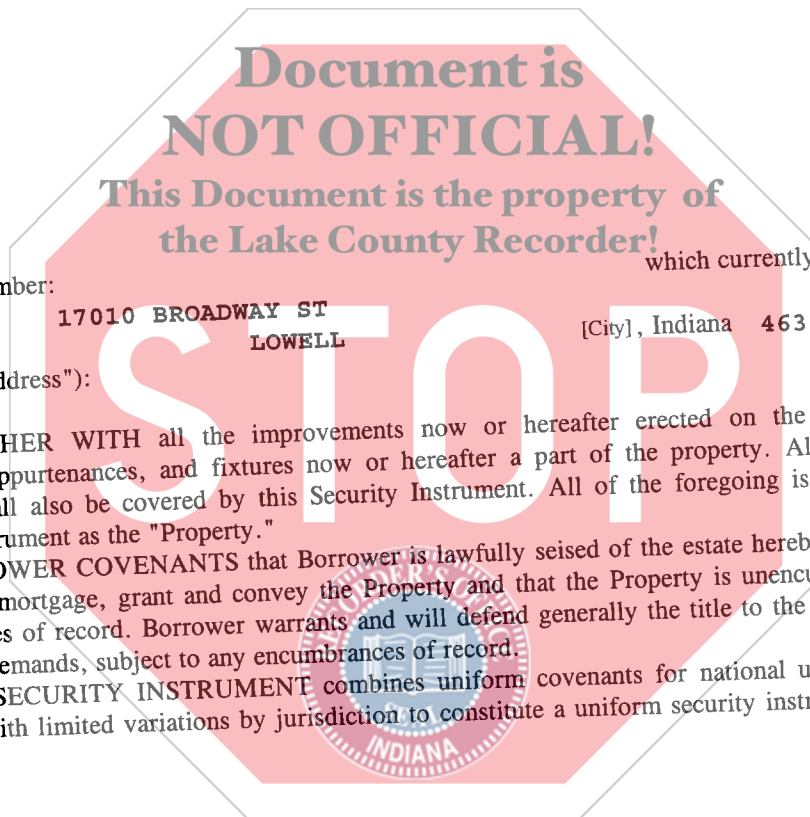 Document is
NOT OFFICIAL!
This Document is the property of
the Lake County Recorder!
which currently
mber:
17010 BROADWAY ST
LOWELL
[City], Indiana 463
ddress"):
STOP
HER WITH all the improvements now or hereafter erected on the
ppurtenances, and fixtures now or hereafter a part of the property. Al
ll also be covered by this Security Instrument. All of the foregoing is
rument as the "Property."
OWER COVENANTS that Borrower is lawfully seised of the estate hereb
mortgage, grant and convey the Property and that the Property is unencu
es of record. Borrower warrants and will defend generally the title to the
emands, subject to any encumbrances of record.
SECURITY INSTRUMENT combines uniform covenants for national u
ith limited variations by jurisdiction to constitute a uniform security instr
SEAL
INDIANA